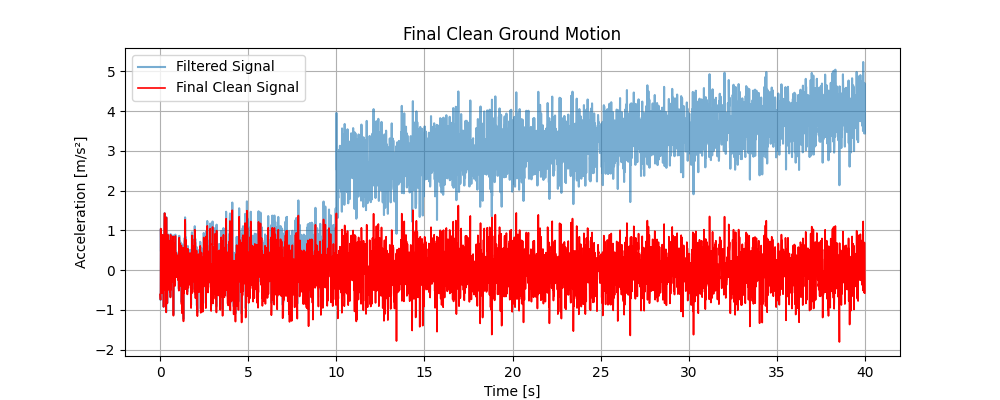 Final Clean Ground Motion
Filtered Signal
Final Clean Signal
Acceleration [m/s²]
5
4
3
2
1
0
−1
−2
0 5 10 15 20 25 30 35 40
Time [s]